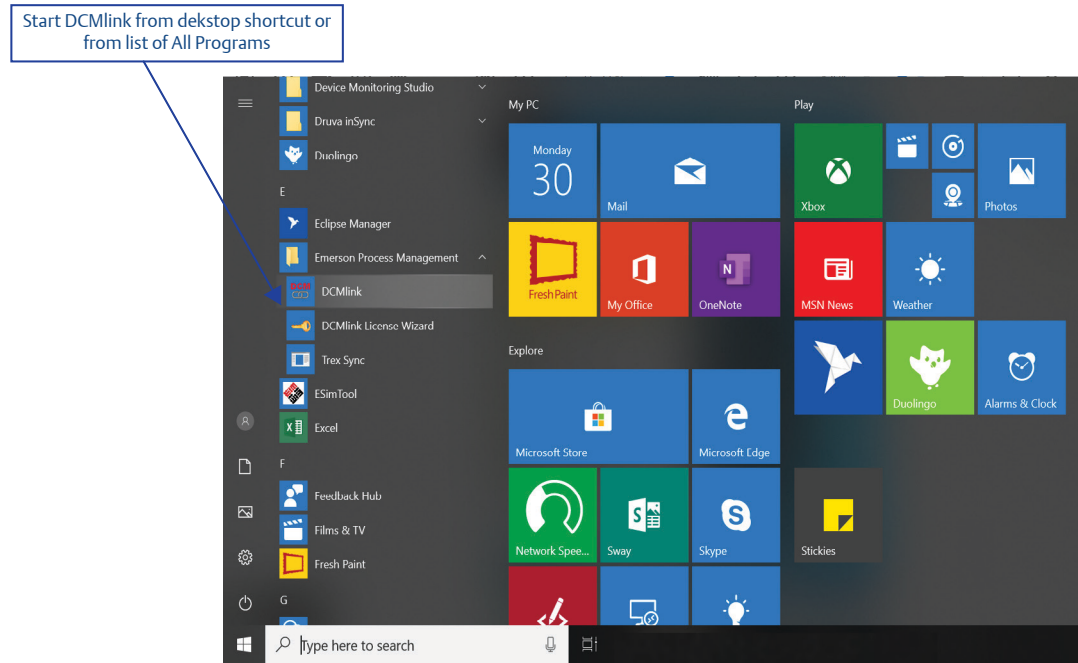 Start DCMlink from dekstop shortcut or
from list of All Programs
Device Monitoring Studio
Druva inSync
Duolingo
E
Eclipse Manager
Emerson Process Management
DCMlink
DCMlink License Wizard
Trex Sync
ESimTool
Excel
F
Feedback Hub
Films & TV
Fresh Paint
G
Type here to search
My PC
Monday
30
Mail
Fresh Paint
My Office
N
OneNote
Explore
Microsoft Store
Microsoft Edge
Network Spee...
S
Sway
S
Skype
Play
Xbox
Photos
MSN News
Weather
Duolingo
Alarms & Clock
Stickies